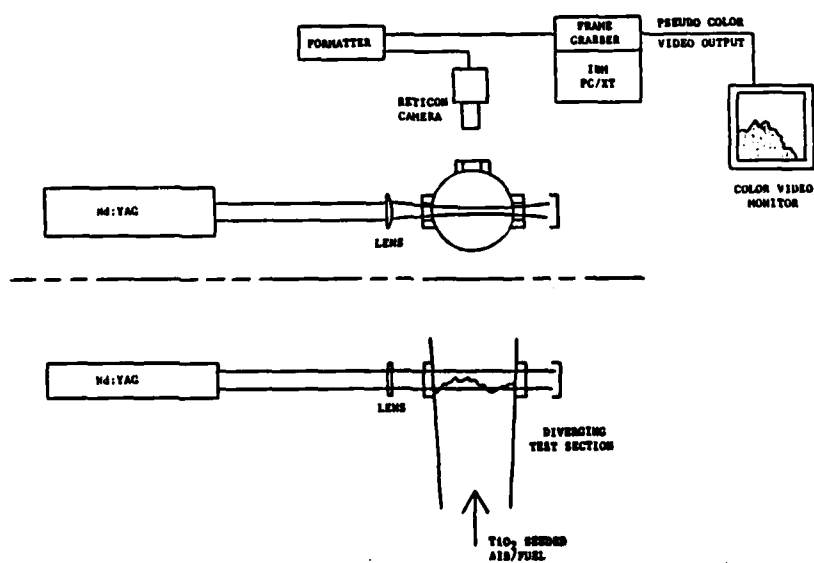 FORMATTER
FRAME
GRABBER
IBM
PC/XT
PSEUDO COLOR
VIDEO OUTPUT
RETICON
CAMERA
COLOR VIDEO
MONITOR
Nd:YAG
LENS
Nd:YAG
LENS
DIVERGING
TEST SECTION
TiO2 SEEDED
AIR/FUEL